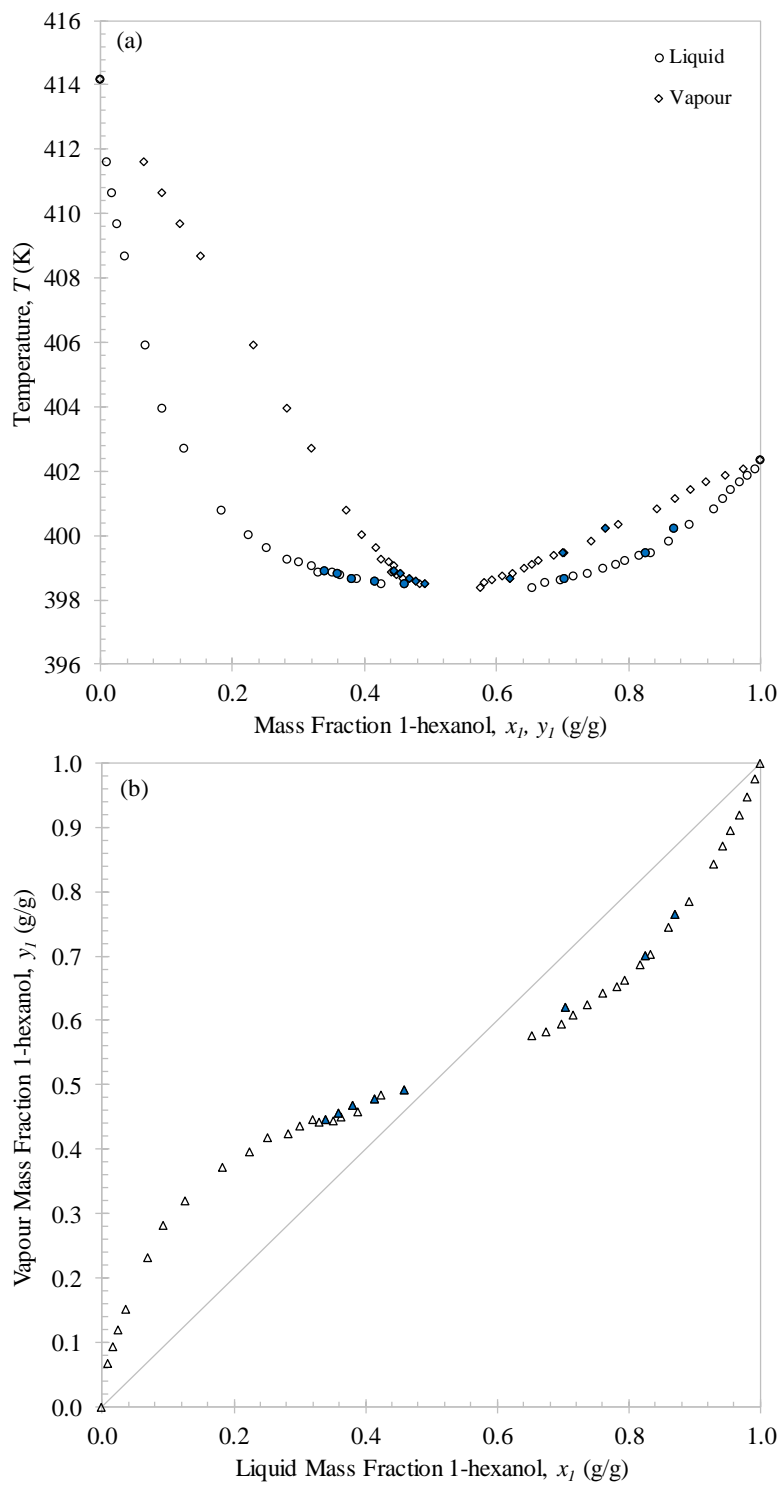 416
(a)
Liquid
414
Vapour
412
410
408
406
404
402
400
398
396
Temperature, T (K)
0.0 0.2 0.4 0.6 0.8 1.0
Mass Fraction 1-hexanol, x1, y1 (g/g)
1.0
(b)
0.9
0.8
0.7
0.6
0.5
0.4
0.3
0.2
0.1
0.0
Vapour Mass Fraction 1-hexanol, y1 (g/g)
0.0 0.2 0.4 0.6 0.8 1.0
Liquid Mass Fraction 1-hexanol, x1 (g/g)